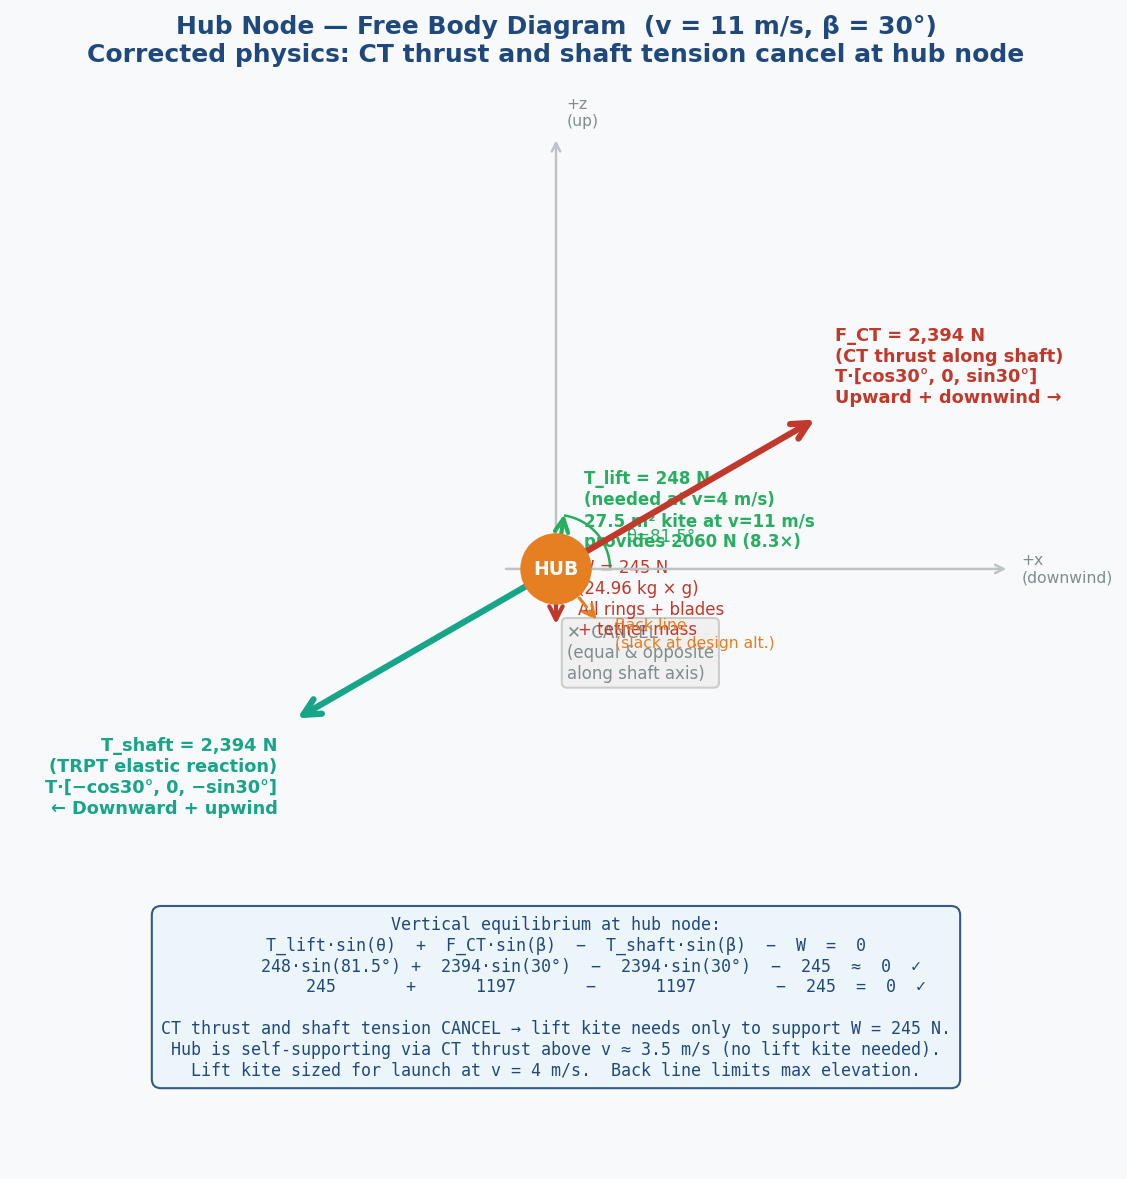 Hub Node — Free Body Diagram  (v = 11 m/s, β = 30°)
Corrected physics: CT thrust and shaft tension cancel at hub node
+z
(up)
F_CT = 2,394 N
(CT thrust along shaft)
T·[cos30°, 0, sin30°]
Upward + downwind →
T_lift = 248 N
(needed at v=4 m/s)
27.5 m² kite at v=11 m/s
provides 2060 N (8.3×)
θ=81.5°
HUB
+x
(downwind)
W = 245 N
(24.96 kg × g)
All rings + blades
+ tether mass
Back line
(slack at design alt.)
✕ CANCEL
(equal & opposite
along shaft axis)
T_shaft = 2,394 N
(TRPT elastic reaction)
T·[−cos30°, 0, −sin30°]
← Downward + upwind
Vertical equilibrium at hub node:
T_lift·sin(θ)  +  F_CT·sin(β)  −  T_shaft·sin(β)  −  W  =  0
248·sin(81.5°) +  2394·sin(30°)  −  2394·sin(30°)  −  245  ≈  0  ✓
245       +      1197       −      1197        −  245  =  0  ✓
CT thrust and shaft tension CANCEL → lift kite needs only to support W = 245 N.
Hub is self-supporting via CT thrust above v ≈ 3.5 m/s (no lift kite needed).
Lift kite sized for launch at v = 4 m/s.  Back line limits max elevation.